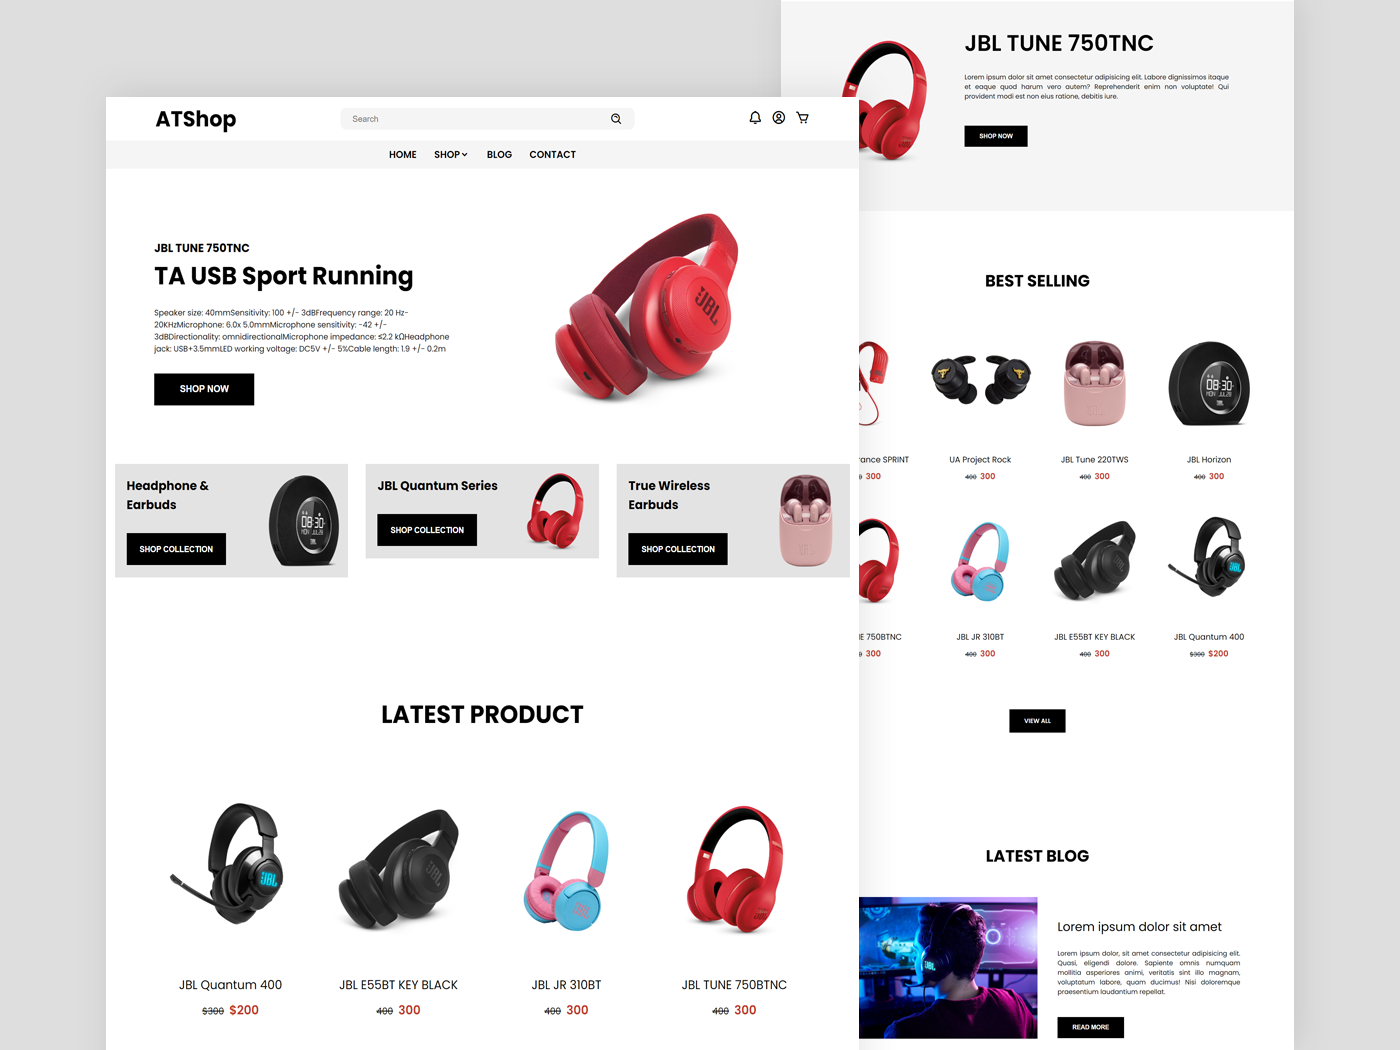 ATShop
Search
HOME SHOP BLOG CONTACT
JBL TUNE 750TNC
TA USB Sport Running
Speaker size: 40mmSensitivity: 100 +/- 3dBFrequency range: 20 Hz-
20KHzMicrophone: 6.0x 5.0mmMicrophone sensitivity: -42 +/-
3dBDirectionality: omnidirectionalMicrophone impedance: ≤2.2 kΩHeadphone
jack: USB+3.5mmLED working voltage: DC5V +/- 5%Cable length: 1.9 +/- 0.2m
SHOP NOW
JBL
Headphone &
Earbuds
SHOP COLLECTION
08:30
JBL Quantum Series
SHOP COLLECTION
True Wireless
Earbuds
SHOP COLLECTION
LATEST PRODUCT
JBL
JBL
JBL Quantum 400
$300 $200
JBL E55BT KEY BLACK
400 300
JBL JR 310BT
400 300
JBL TUNE 750BTNC
400 300
JBL TUNE 750TNC
Lorem ipsum dolor sit amet consectetur adipisicing elit. Labore dignissimos itaque
et eaque quod harum vero autem? Reprehenderit enim non voluptate! Qui
provident modi est non eius ratione, debitis iure.
SHOP NOW
BEST SELLING
08:30
rance SPRINT
300
UA Project Rock
400 300
JBL Tune 220TWS
400 300
JBL Horizon
400 300
JBL
E 750BTNC
300
JBL JR 310BT
400 300
JBL E55BT KEY BLACK
400 300
JBL Quantum 400
$300 $200
VIEW ALL
LATEST BLOG
JBL
Lorem ipsum dolor sit amet
Lorem ipsum dolor, sit amet consectetur adipisicing elit.
Quasi, eligendi dolore. Sapiente omnis numquam
mollitia asperiores animi, veritatis sint illo magnam,
voluptatum labore, quam ducimus! Nisi doloremque
praesentium laudantium repellat.
READ MORE